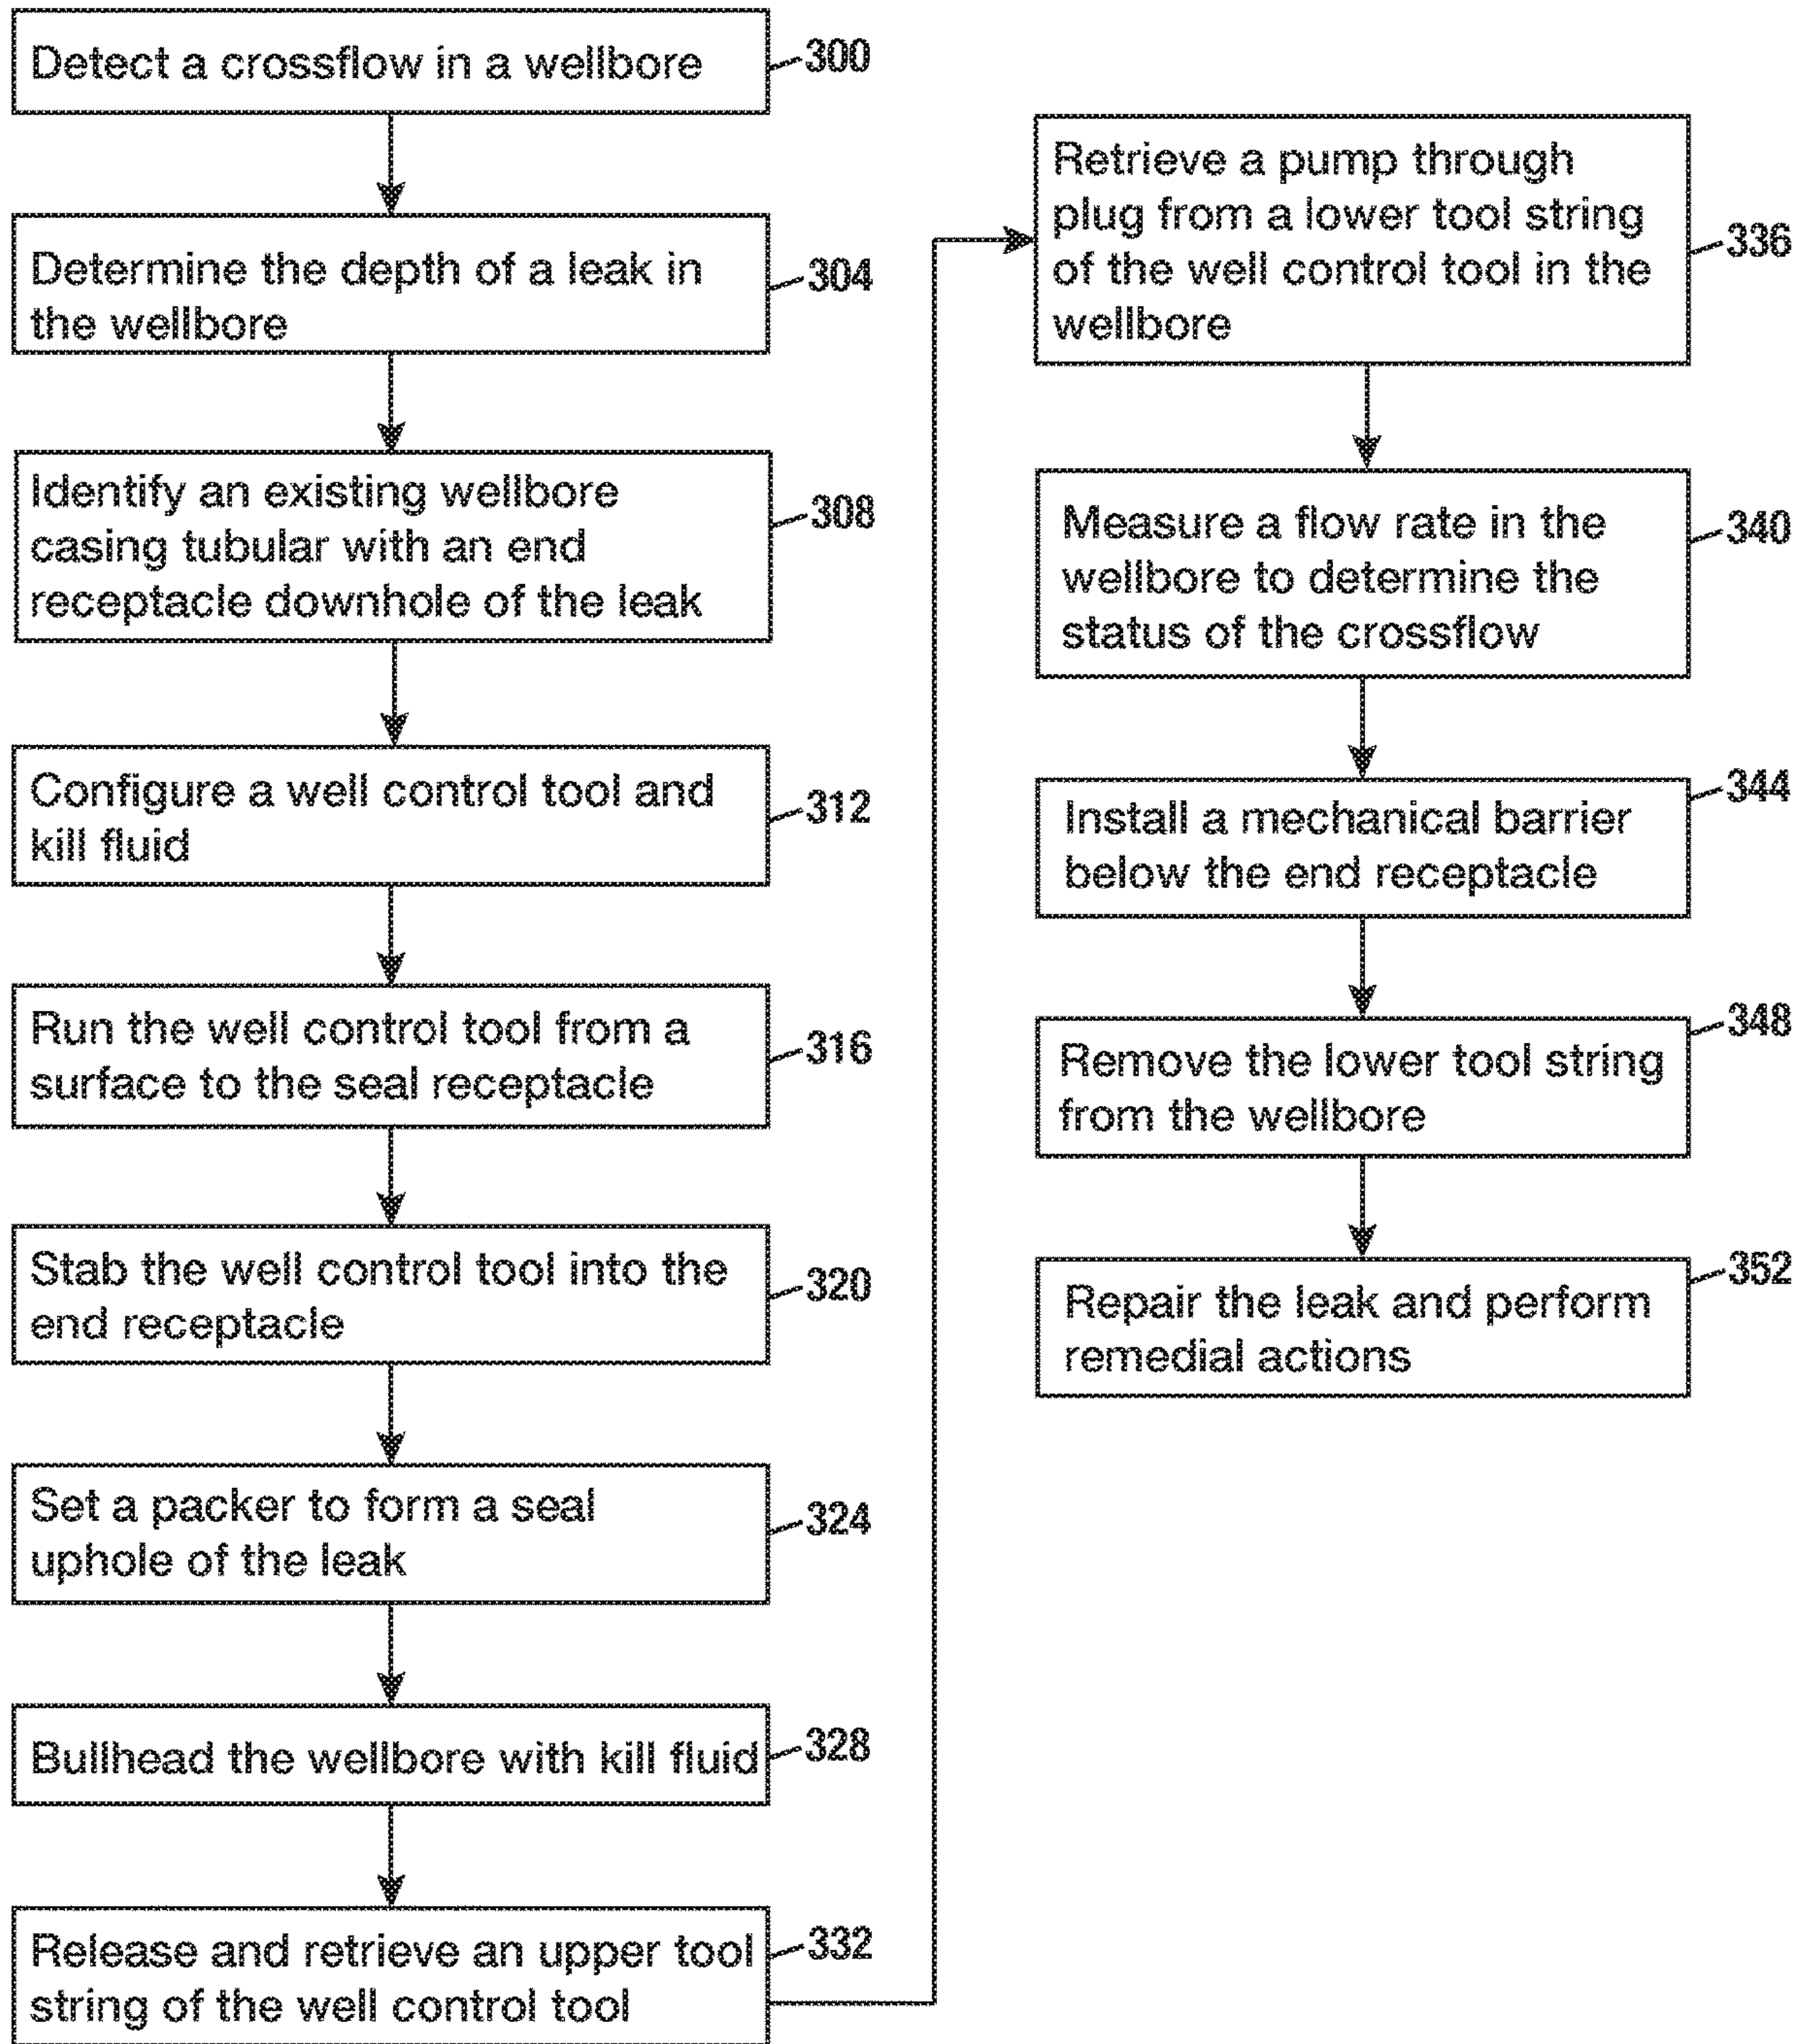 Detect a crossflow in a wellbore
300
Determine the depth of a leak in
the wellbore
304
Identify an existing wellbore
casing tubular with an end
receptacle downhole of the leak
308
Configure a well control tool and
kill fluid
312
Run the well control tool from a
surface to the seal receptacle
316
Stab the well control tool into the
end receptacle
320
Set a packer to form a seal
uphole of the leak
324
Bullhead the wellbore with kill fluid
328
Release and retrieve an upper tool
string of the well control tool
332
Retrieve a pump through
plug from a lower tool string
of the well control tool in the
wellbore
336
Measure a flow rate in the
wellbore to determine the
status of the crossflow
340
Install a mechanical barrier
below the end receptacle
344
Remove the lower tool string
from the wellbore
348
Repair the leak and perform
remedial actions
352